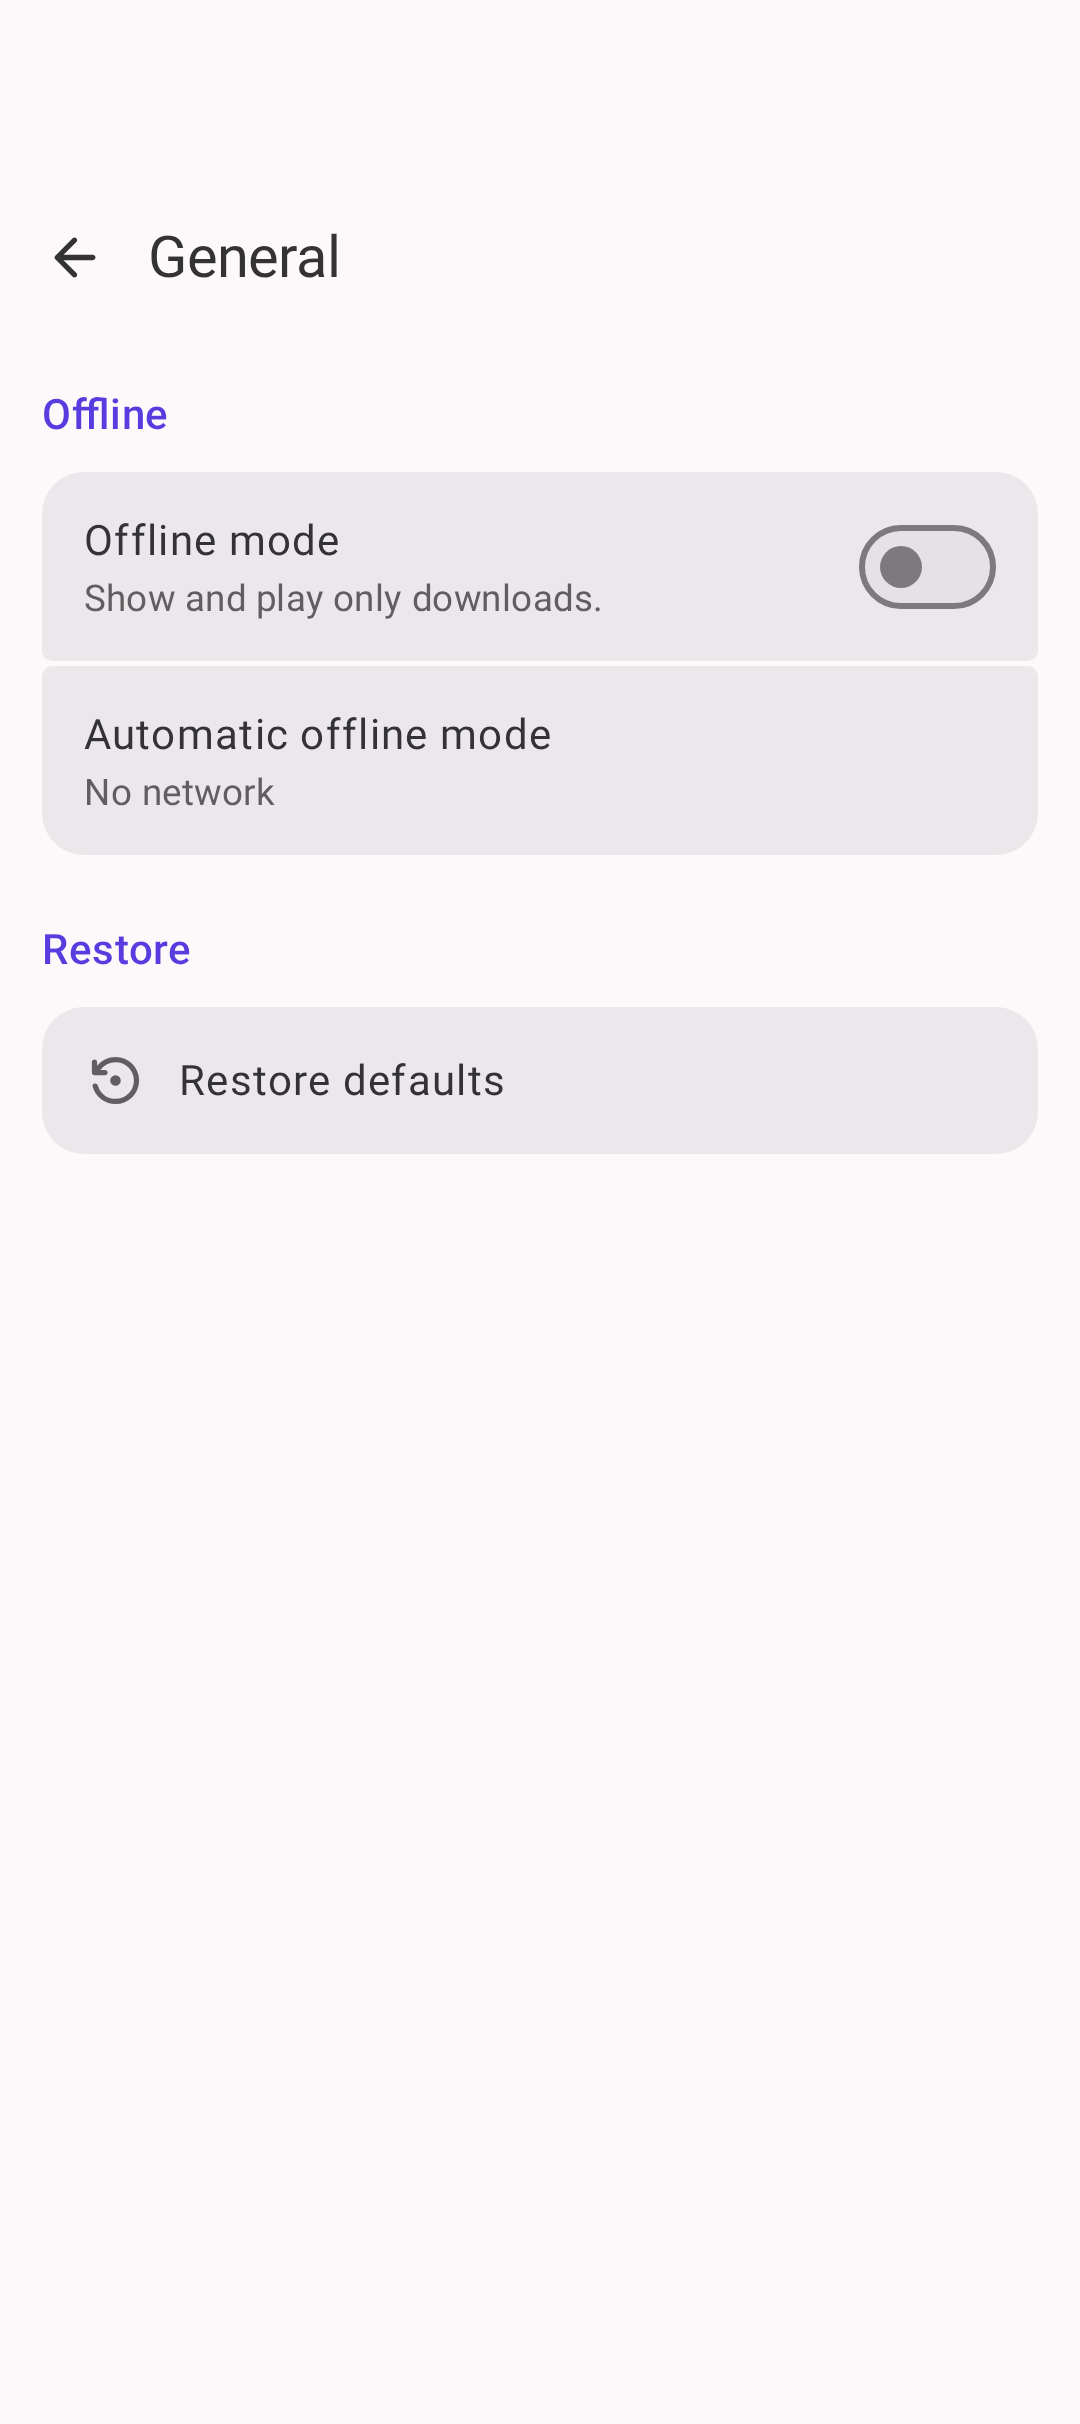 General
Offline
Offline mode
Show and play only downloads.
Automatic offline mode
No network
Restore
Restore defaults